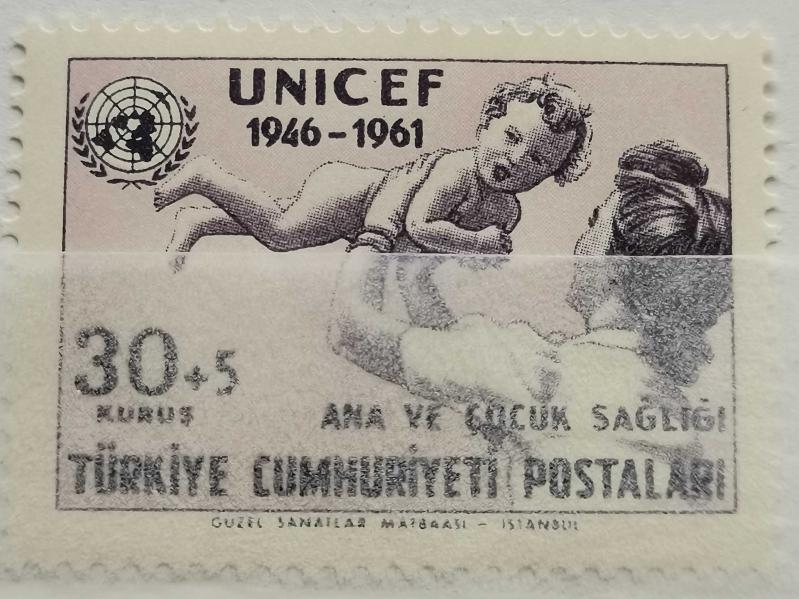 UNICEF
1946-1961
30+5
KURUŞ
ANA VE ÇOCUK SAĞLIĞI
TÜRKİYE CUMHURİYETİ POSTALARI
GÜZEL SANATLAR MATBAASI - İSTANBUL